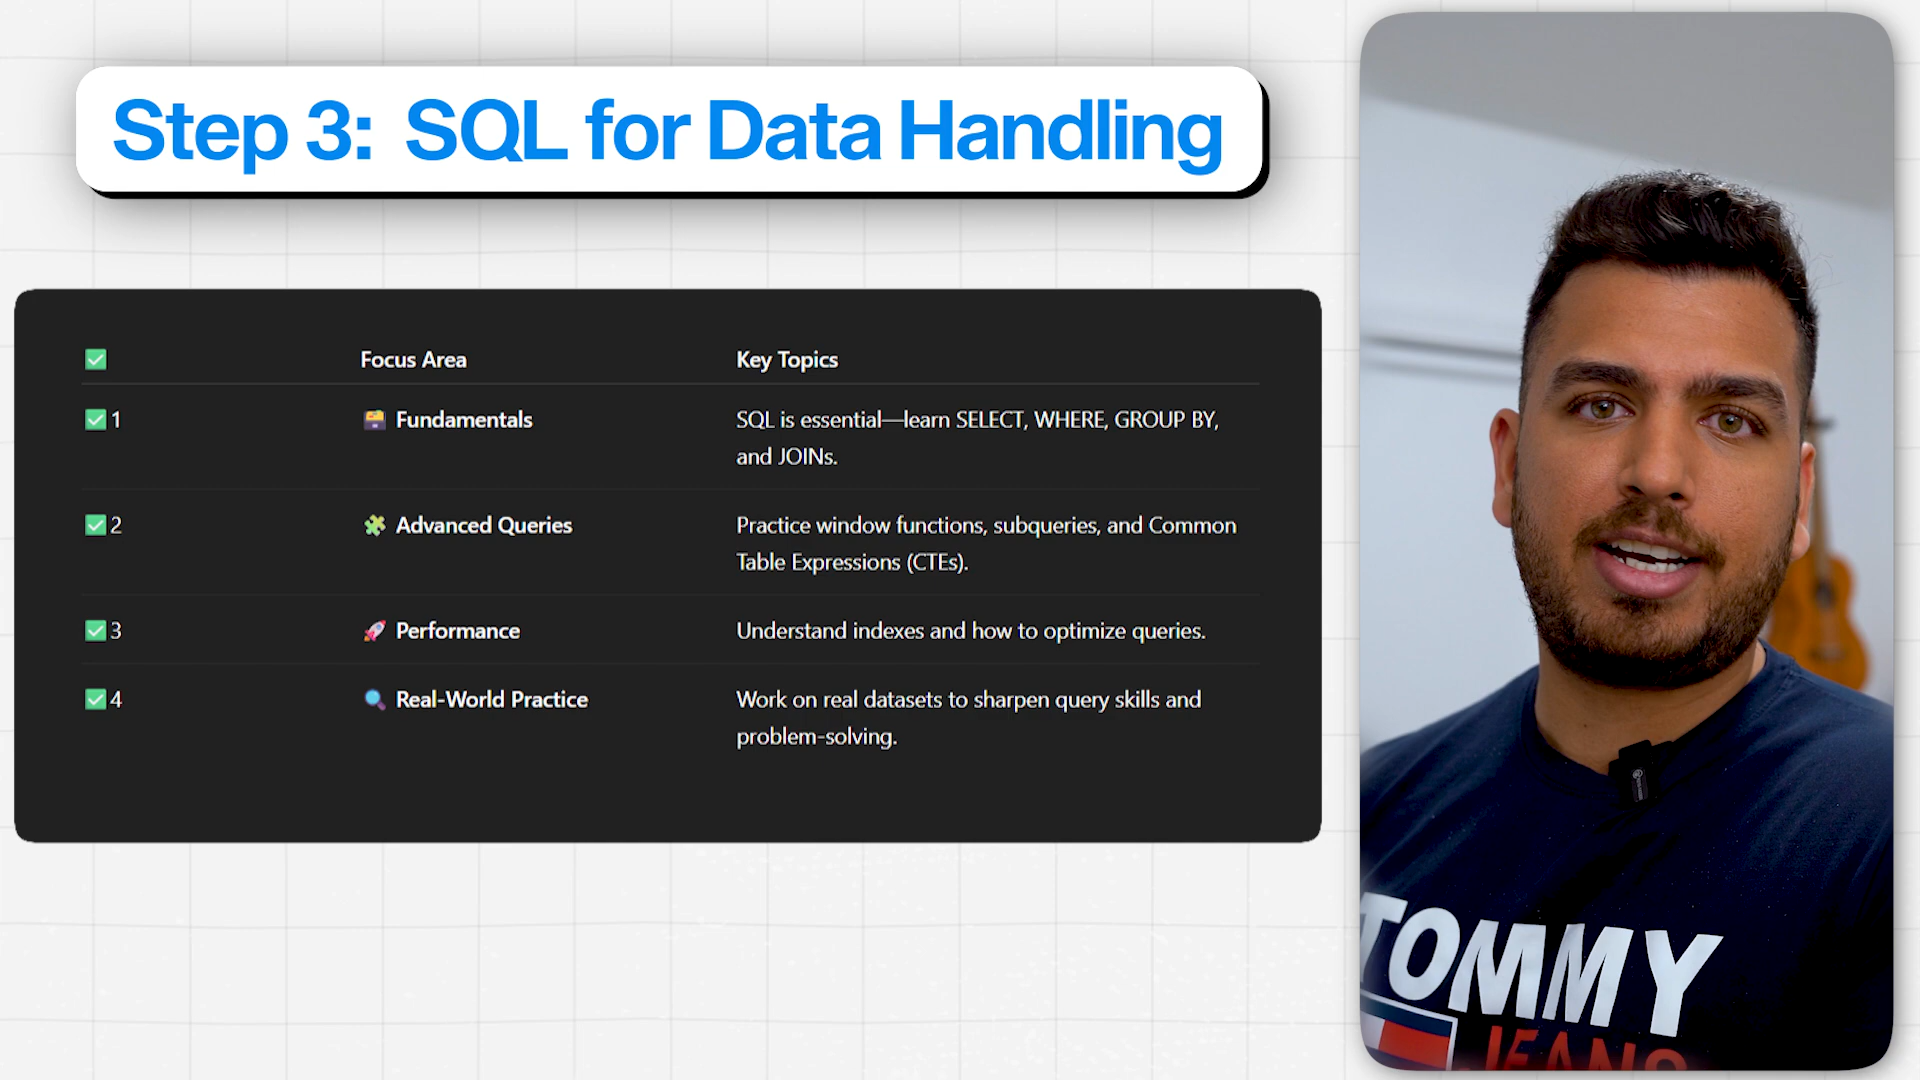 Step 3: SQL for Data Handling
✅ Focus Area Key Topics
✅ 1 🗃️ Fundamentals SQL is essential—learn SELECT, WHERE, GROUP BY,
and JOINs.
✅ 2 🧩 Advanced Queries Practice window functions, subqueries, and Common
Table Expressions (CTEs).
✅ 3 🚀 Performance Understand indexes and how to optimize queries.
✅ 4 🔍 Real-World Practice Work on real datasets to sharpen query skills and
problem-solving.
TOMMY
JEANS